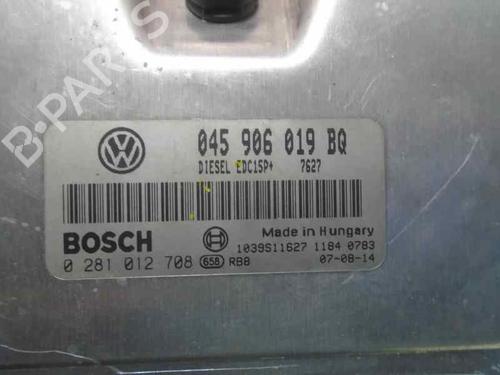 B-PARTS
VW
045 906 019 BQ
DIESEL EDC15P+ 7627
BOSCH
Made in Hungary
1039S11627 1184 0783
0 281 012 708 658 RB8 07-08-14